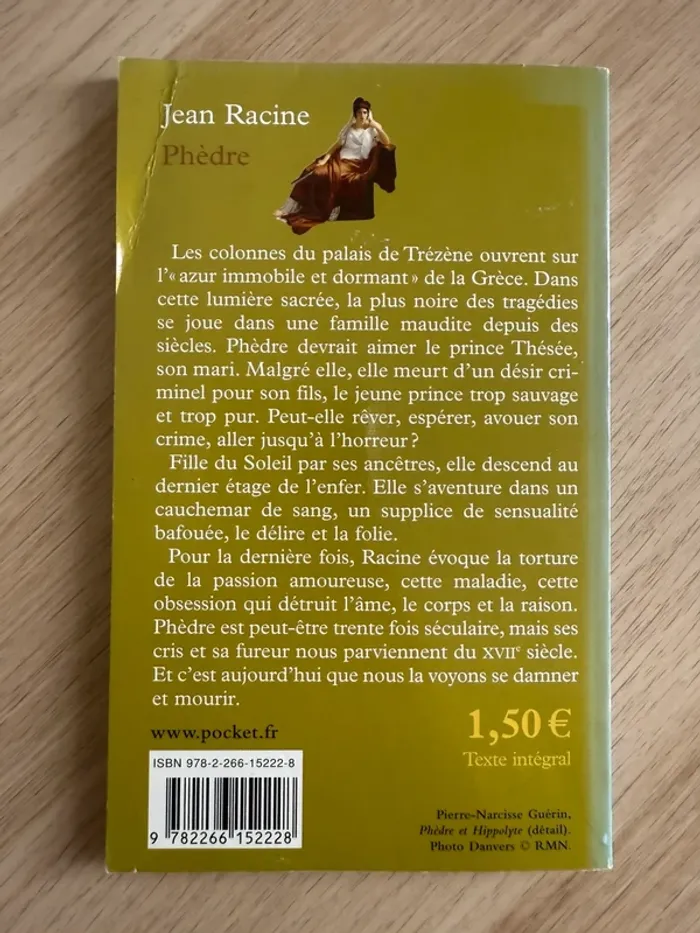 Jean Racine
Phèdre
Les colonnes du palais de Trézène ouvrent sur
l'«azur immobile et dormant» de la Grèce. Dans
cette lumière sacrée, la plus noire des tragédies
se joue dans une famille maudite depuis des
siècles. Phèdre devrait aimer le prince Thésée,
son mari. Malgré elle, elle meurt d'un désir cri-
minel pour son fils, le jeune prince trop sauvage
et trop pur. Peut-elle rêver, espérer, avouer son
crime, aller jusqu'à l'horreur ?
Fille du Soleil par ses ancêtres, elle descend au
dernier étage de l'enfer. Elle s'aventure dans un
cauchemar de sang, un supplice de sensualité
bafouée, le délire et la folie.
Pour la dernière fois, Racine évoque la torture
de la passion amoureuse, cette maladie, cette
obsession qui détruit l'âme, le corps et la raison.
Phèdre est peut-être trente fois séculaire, mais ses
cris et sa fureur nous parviennent du XVIIe siècle.
Et c'est aujourd'hui que nous la voyons se damner
et mourir.
www.pocket.fr
1,50 €
Texte intégral
ISBN 978-2-266-15222-8
9 782266 152228
Pierre-Narcisse Guérin,
Phèdre et Hippolyte (détail).
Photo Danvers © RMN.